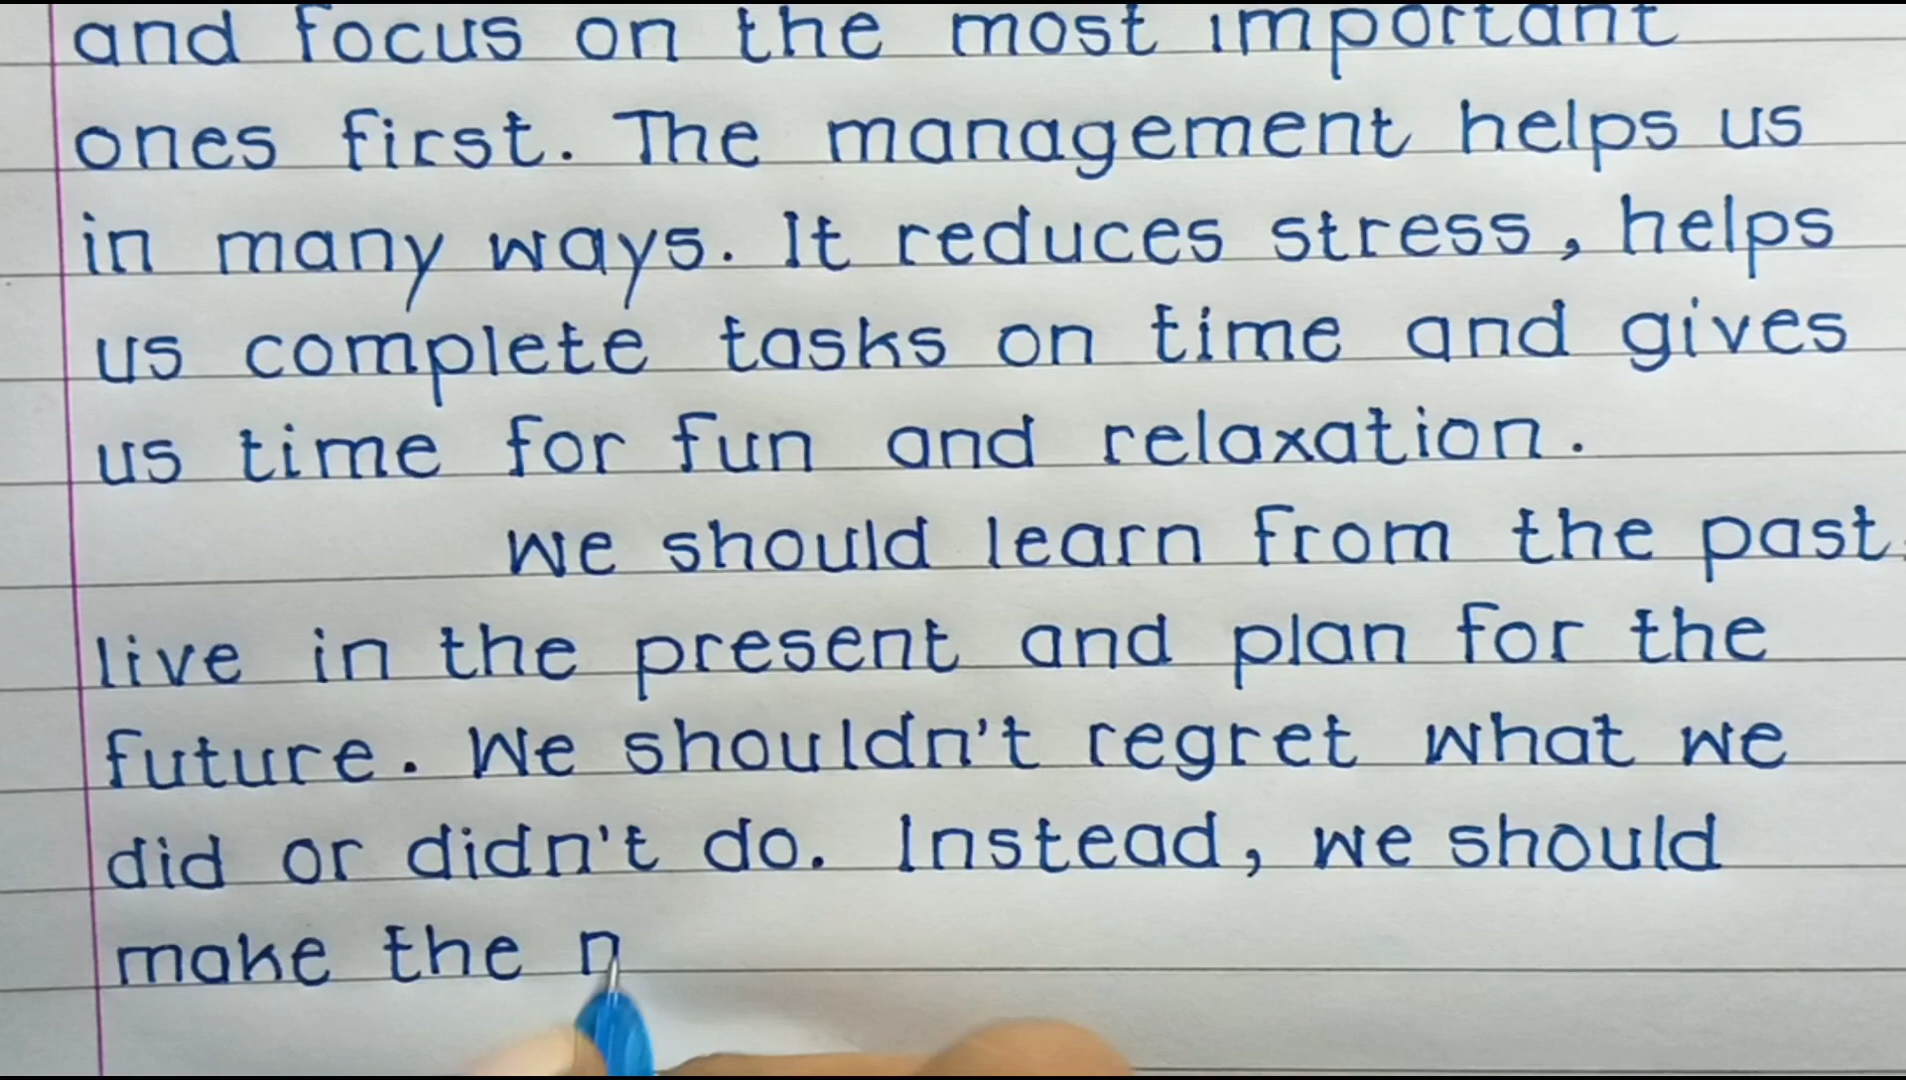 and focus on the most important
ones first. The management helps us
in many ways. It reduces stress, helps
us complete tasks on time and gives
us time for fun and relaxation.
We should learn from the past,
live in the present and plan for the
future. We shouldn't regret what we
did or didn't do. Instead, we should
make the